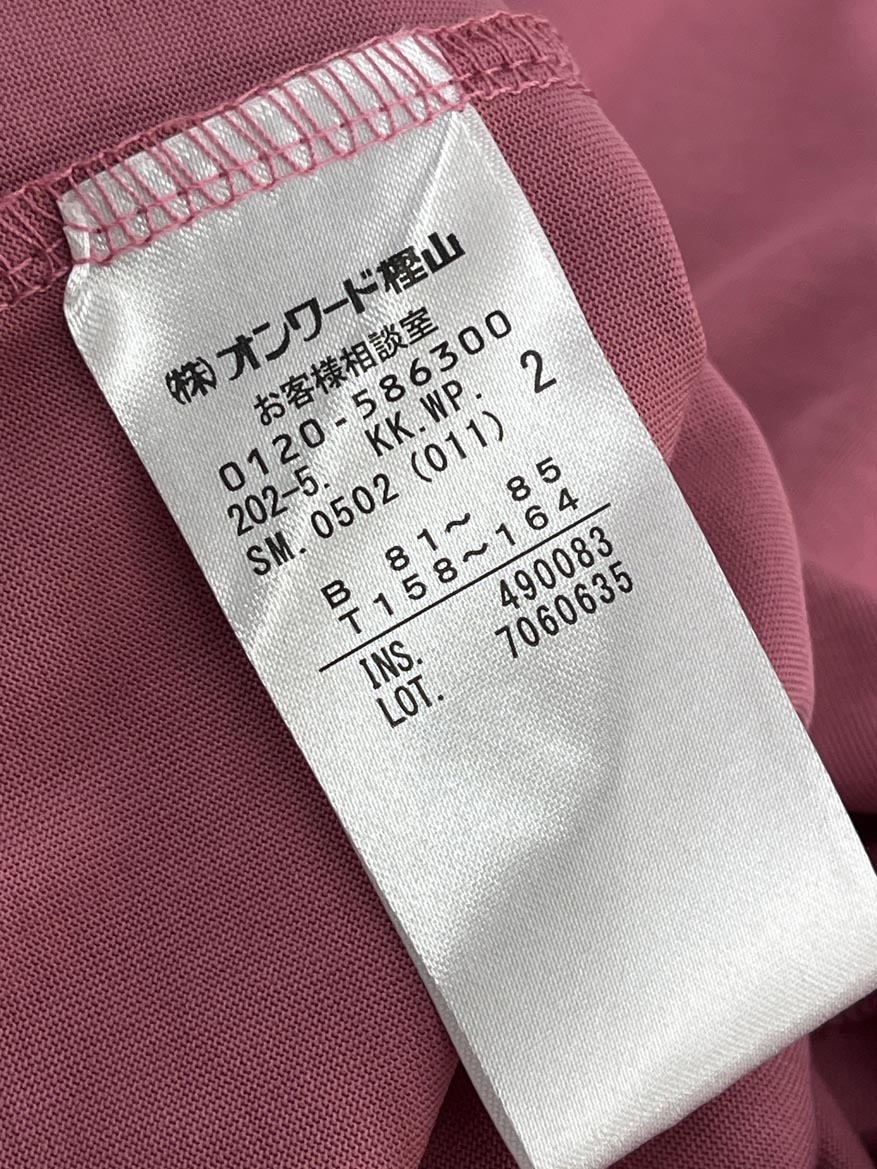 (株)オンワード樫山
お客様相談室
0120-586300
202-5. KK.WP. 2
SM.0502(011)
B 81～ 85
T158～164
INS. 490083
LOT. 7060635